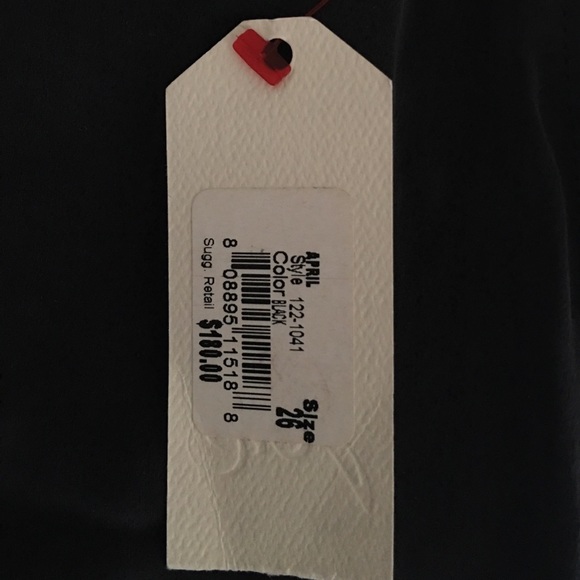 APRIL
Style 122-1041
Color BLACK
Size
26
8 08895 11518 8
Sugg. Retail $180.00